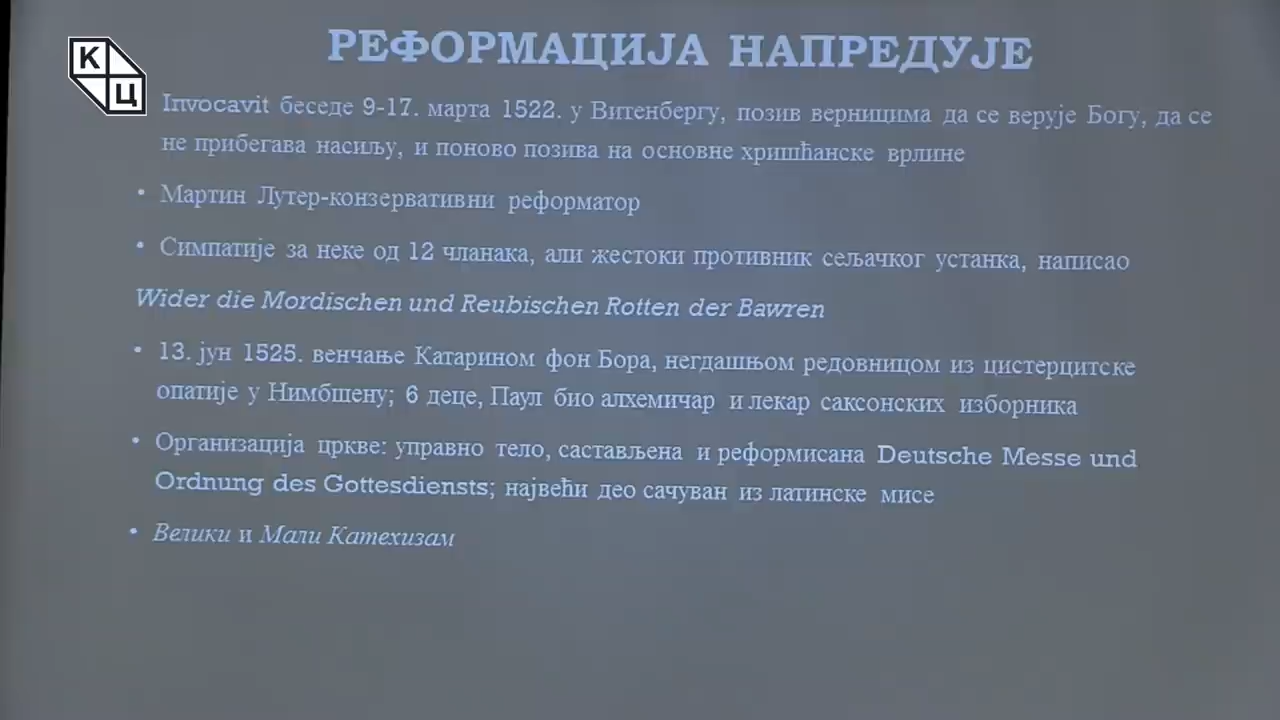 К
Ц
РЕФОРМАЦИЈА НАПРЕДУЈЕ
Invocavit беседе 9-17. марта 1522. у Витенбергу, позив верницима да се верује Богу, да се
не прибегава насиљу, и поново позива на основне хришћанске врлине
• Мартин Лутер-конзервативни реформатор
• Симпатије за неке од 12 чланака, али жестоки противник сељачког устанка, написао
Wider die Mordischen und Reubischen Rotten der Bawren
• 13. јун 1525. венчање Катарином фон Бора, негдашњом редовницом из цистерцитске
опатије у Нимбшену; 6 деце, Паул био алхемичар и лекар саксонских изборника
• Организација цркве: управно тело, састављена и реформисана Deutsche Messe und
Ordnung des Gottesdiensts; највећи део сачуван из латинске мисе
• Велики и Мали Катехизам